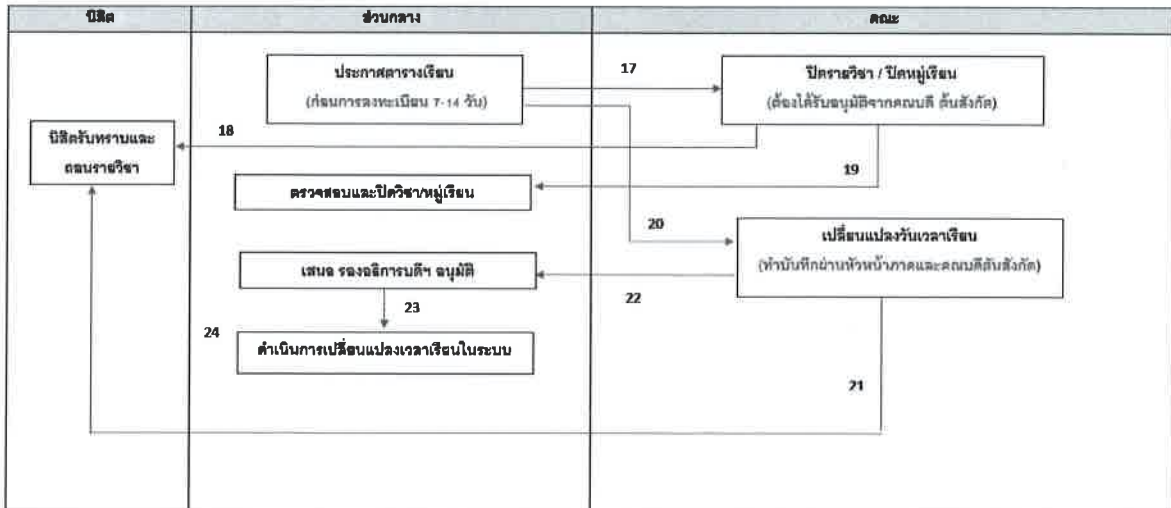 นิสิต
ส่วนกลาง
คณะ
ประกาศตารางเรียน
(ก่อนการลงทะเบียน 7-14 วัน)
17
ปิดรายวิชา / ปิดหมู่เรียน
(ต้องได้รับอนุมัติจากคณบดี ต้นสังกัด)
18
นิสิตรับทราบและ
ถอนรายวิชา
19
ตรวจสอบและปิดวิชา/หมู่เรียน
20
เปลี่ยนแปลงวันเวลาเรียน
(ทำบันทึกผ่านหัวหน้าภาคและคณบดีต้นสังกัด)
เสนอ รองอธิการบดีฯ อนุมัติ
22
23
24
ดำเนินการเปลี่ยนแปลงเวลาเรียนในระบบ
21